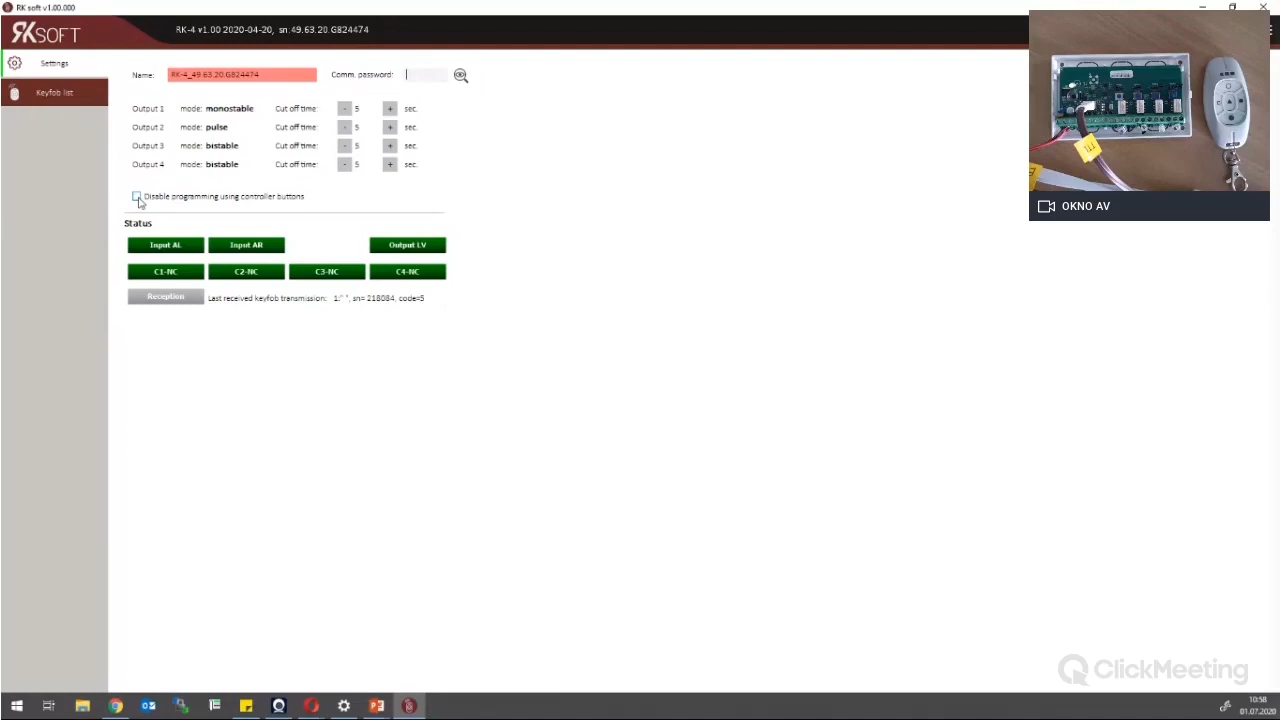 RK soft v1.00.000
RK SOFT
RK-4 v1.00 2020-04-20, sn:49.63.20.G824474
Settings
Keyfob list
Name: RK-4_49.63.20.G824474 Comm. password:
Output 1 mode: monostable Cut off time: - 5 + sec.
Output 2 mode: pulse Cut off time: - 5 + sec.
Output 3 mode: bistable Cut off time: - 5 + sec.
Output 4 mode: bistable Cut off time: - 5 + sec.
Disable programming using controller buttons
Status
Input AL Input AR Output LV
C1-NC C2-NC C3-NC C4-NC
Reception Last received keyfob transmission: 1:" ", sn= 218084, code=5
TTL
OKNO AV
ClickMeeting
10:58
01.07.2020